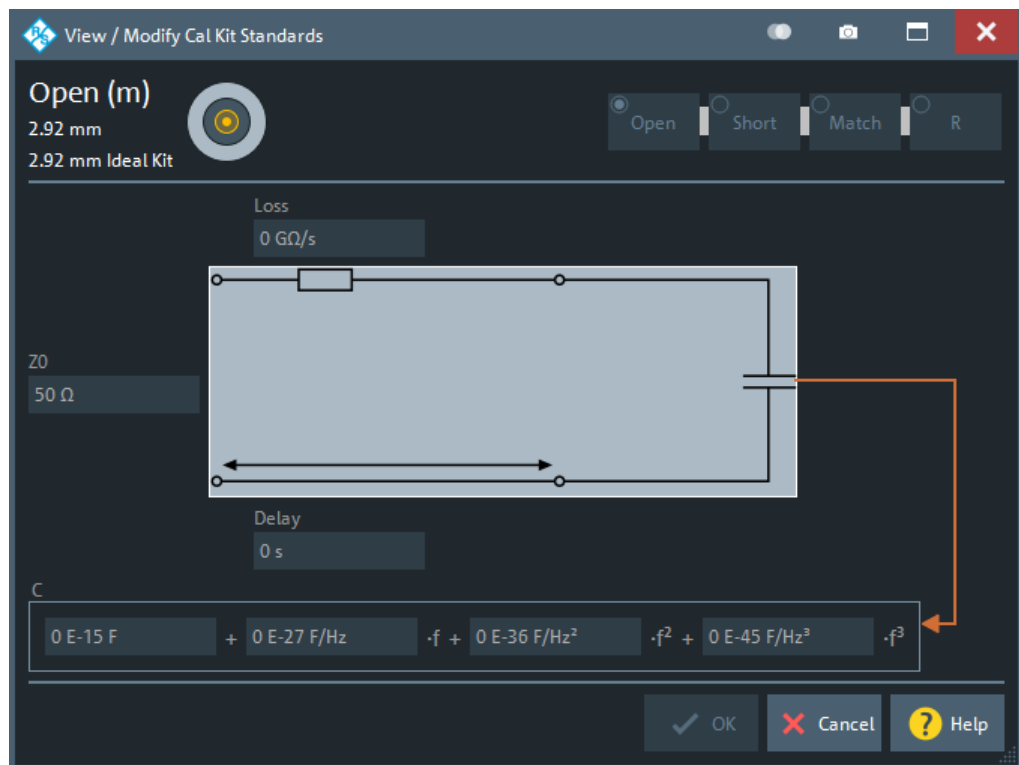 R&S View / Modify Cal Kit Standards
Open (m)
2.92 mm
2.92 mm Ideal Kit
Open Short Match R
Loss
0 GΩ/s
Z0
50 Ω
Delay
0 s
C
0 E-15 F + 0 E-27 F/Hz ·f + 0 E-36 F/Hz² ·f² + 0 E-45 F/Hz³ ·f³
OK Cancel ? Help